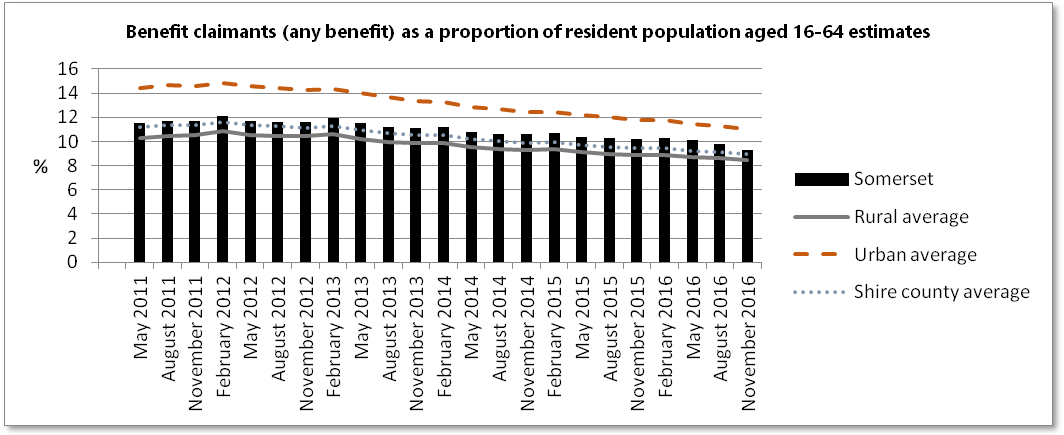 Benefit claimants (any benefit) as a proportion of resident population aged 16-64 estimates
16
14
12
10
8
6
4
2
0
%
May 2011
August 2011
November 2011
February 2012
May 2012
August 2012
November 2012
February 2013
May 2013
August 2013
November 2013
February 2014
May 2014
August 2014
November 2014
February 2015
May 2015
August 2015
November 2015
February 2016
May 2016
August 2016
November 2016
Somerset
Rural average
Urban average
Shire county average